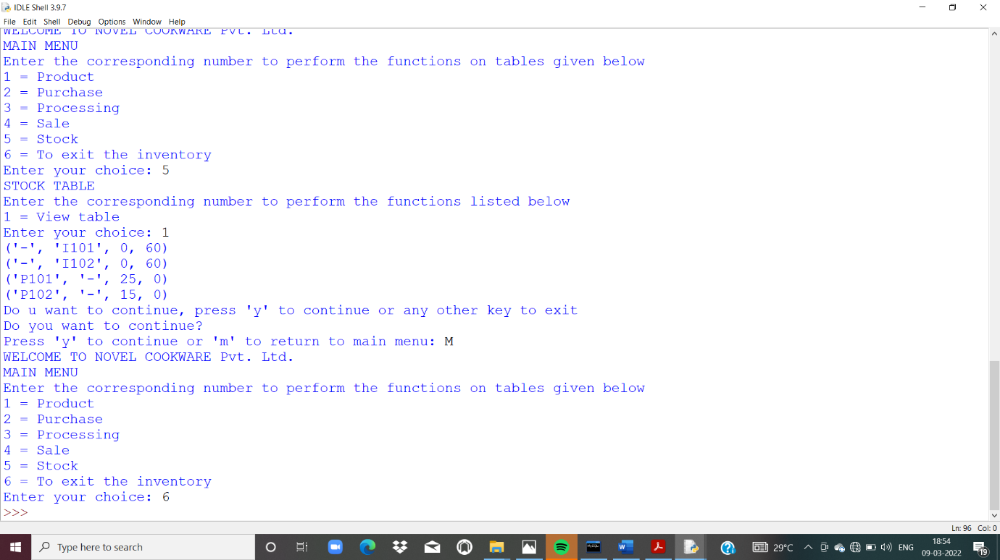 IDLE Shell 3.9.7
File Edit Shell Debug Options Window Help
WELCOME TO NOVEL COOKWARE Pvt. Ltd.
MAIN MENU
Enter the corresponding number to perform the functions on tables given below
1 = Product
2 = Purchase
3 = Processing
4 = Sale
5 = Stock
6 = To exit the inventory
Enter your choice: 5
STOCK TABLE
Enter the corresponding number to perform the functions listed below
1 = View table
Enter your choice: 1
('-', 'I101', 0, 60)
('-', 'I102', 0, 60)
('P101', '-', 25, 0)
('P102', '-', 15, 0)
Do u want to continue, press 'y' to continue or any other key to exit
Do you want to continue?
Press 'y' to continue or 'm' to return to main menu: M
WELCOME TO NOVEL COOKWARE Pvt. Ltd.
MAIN MENU
Enter the corresponding number to perform the functions on tables given below
1 = Product
2 = Purchase
3 = Processing
4 = Sale
5 = Stock
6 = To exit the inventory
Enter your choice: 6
>>>
Ln: 96 Col: 0
Type here to search
MySQL
W
29°C
ENG
18:54
09-03-2022
19